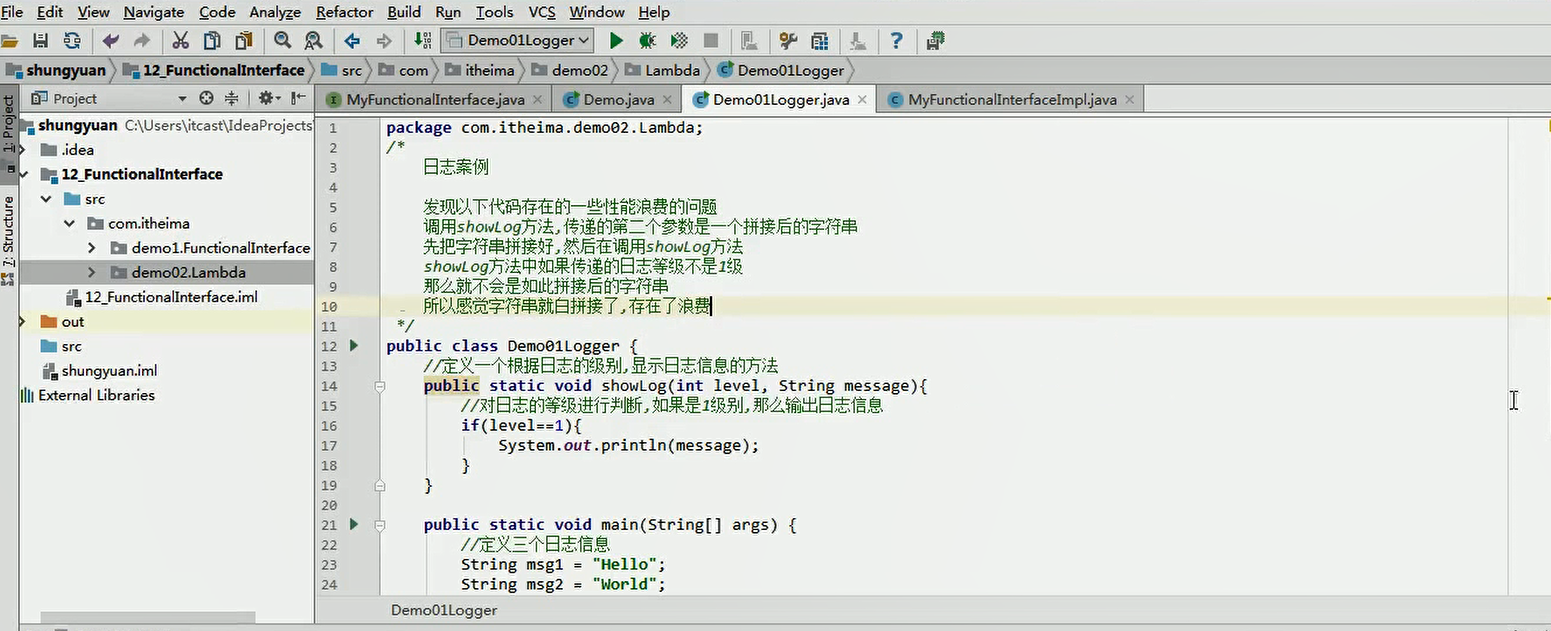 File Edit View Navigate Code Analyze Refactor Build Run Tools VCS Window Help
Demo01Logger
shungyuan 12_FunctionalInterface src com itheima demo02 Lambda Demo01Logger
Project MyFunctionalInterface.java Demo.java Demo01Logger.java MyFunctionalInterfaceImpl.java
1: Project
7: Structure
shungyuan C:\Users\itcast\IdeaProjects
.idea
12_FunctionalInterface
src
com.itheima
demo1.FunctionalInterface
demo02.Lambda
12_FunctionalInterface.iml
out
src
shungyuan.iml
External Libraries
1 package com.itheima.demo02.Lambda;
2 /*
3 日志案例
4
5 发现以下代码存在的一些性能浪费的问题
6 调用showLog方法,传递的第二个参数是一个拼接后的字符串
7 先把字符串拼接好,然后在调用showLog方法
8 showLog方法中如果传递的日志等级不是1级
9 那么就不会是如此拼接后的字符串
10 所以感觉字符串就白拼接了,存在了浪费
11 */
12 public class Demo01Logger {
13 //定义一个根据日志的级别,显示日志信息的方法
14 public static void showLog(int level, String message){
15 //对日志的等级进行判断,如果是1级别,那么输出日志信息
16 if(level==1){
17 System.out.println(message);
18 }
19 }
20
21 public static void main(String[] args) {
22 //定义三个日志信息
23 String msg1 = "Hello";
24 String msg2 = "World";
Demo01Logger